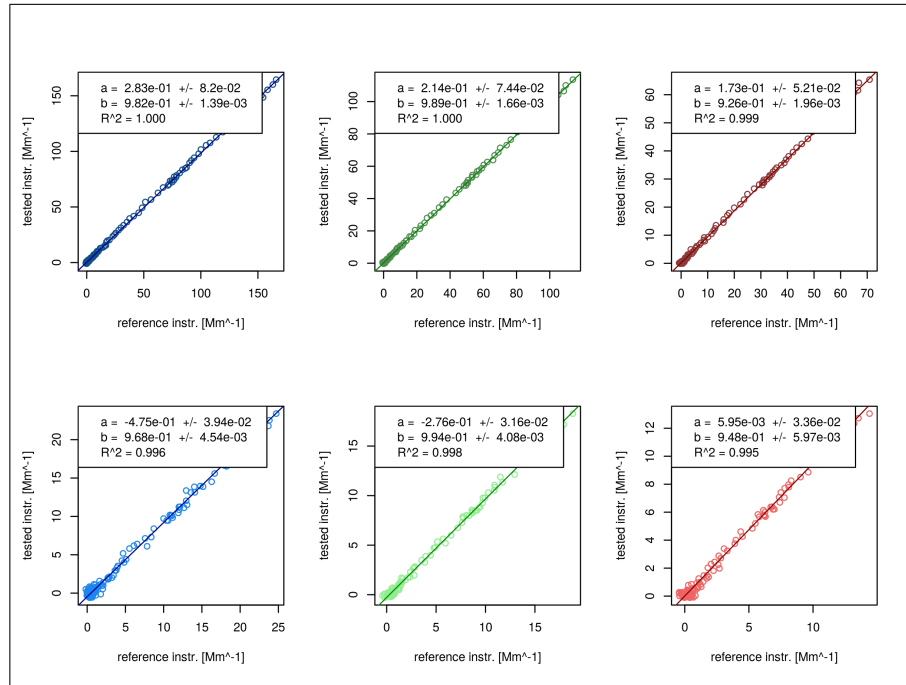 a = 2.83e-01 +/- 8.2e-02
b = 9.82e-01 +/- 1.39e-03
R^2 = 1.000
tested instr. [Mm^-1]
0 50 100 150
0 50 100 150
reference instr. [Mm^-1]
a = 2.14e-01 +/- 7.44e-02
b = 9.89e-01 +/- 1.66e-03
R^2 = 1.000
tested instr. [Mm^-1]
0 20 40 60 80 100
0 20 40 60 80 100
reference instr. [Mm^-1]
a = 1.73e-01 +/- 5.21e-02
b = 9.26e-01 +/- 1.96e-03
R^2 = 0.999
tested instr. [Mm^-1]
0 10 20 30 40 50 60
0 10 20 30 40 50 60 70
reference instr. [Mm^-1]
a = -4.75e-01 +/- 3.94e-02
b = 9.68e-01 +/- 4.54e-03
R^2 = 0.996
tested instr. [Mm^-1]
0 5 10 15 20
0 5 10 15 20 25
reference instr. [Mm^-1]
a = -2.76e-01 +/- 3.16e-02
b = 9.94e-01 +/- 4.08e-03
R^2 = 0.998
tested instr. [Mm^-1]
0 5 10 15
0 5 10 15
reference instr. [Mm^-1]
a = 5.95e-03 +/- 3.36e-02
b = 9.48e-01 +/- 5.97e-03
R^2 = 0.995
tested instr. [Mm^-1]
0 2 4 6 8 10 12
0 5 10
reference instr. [Mm^-1]